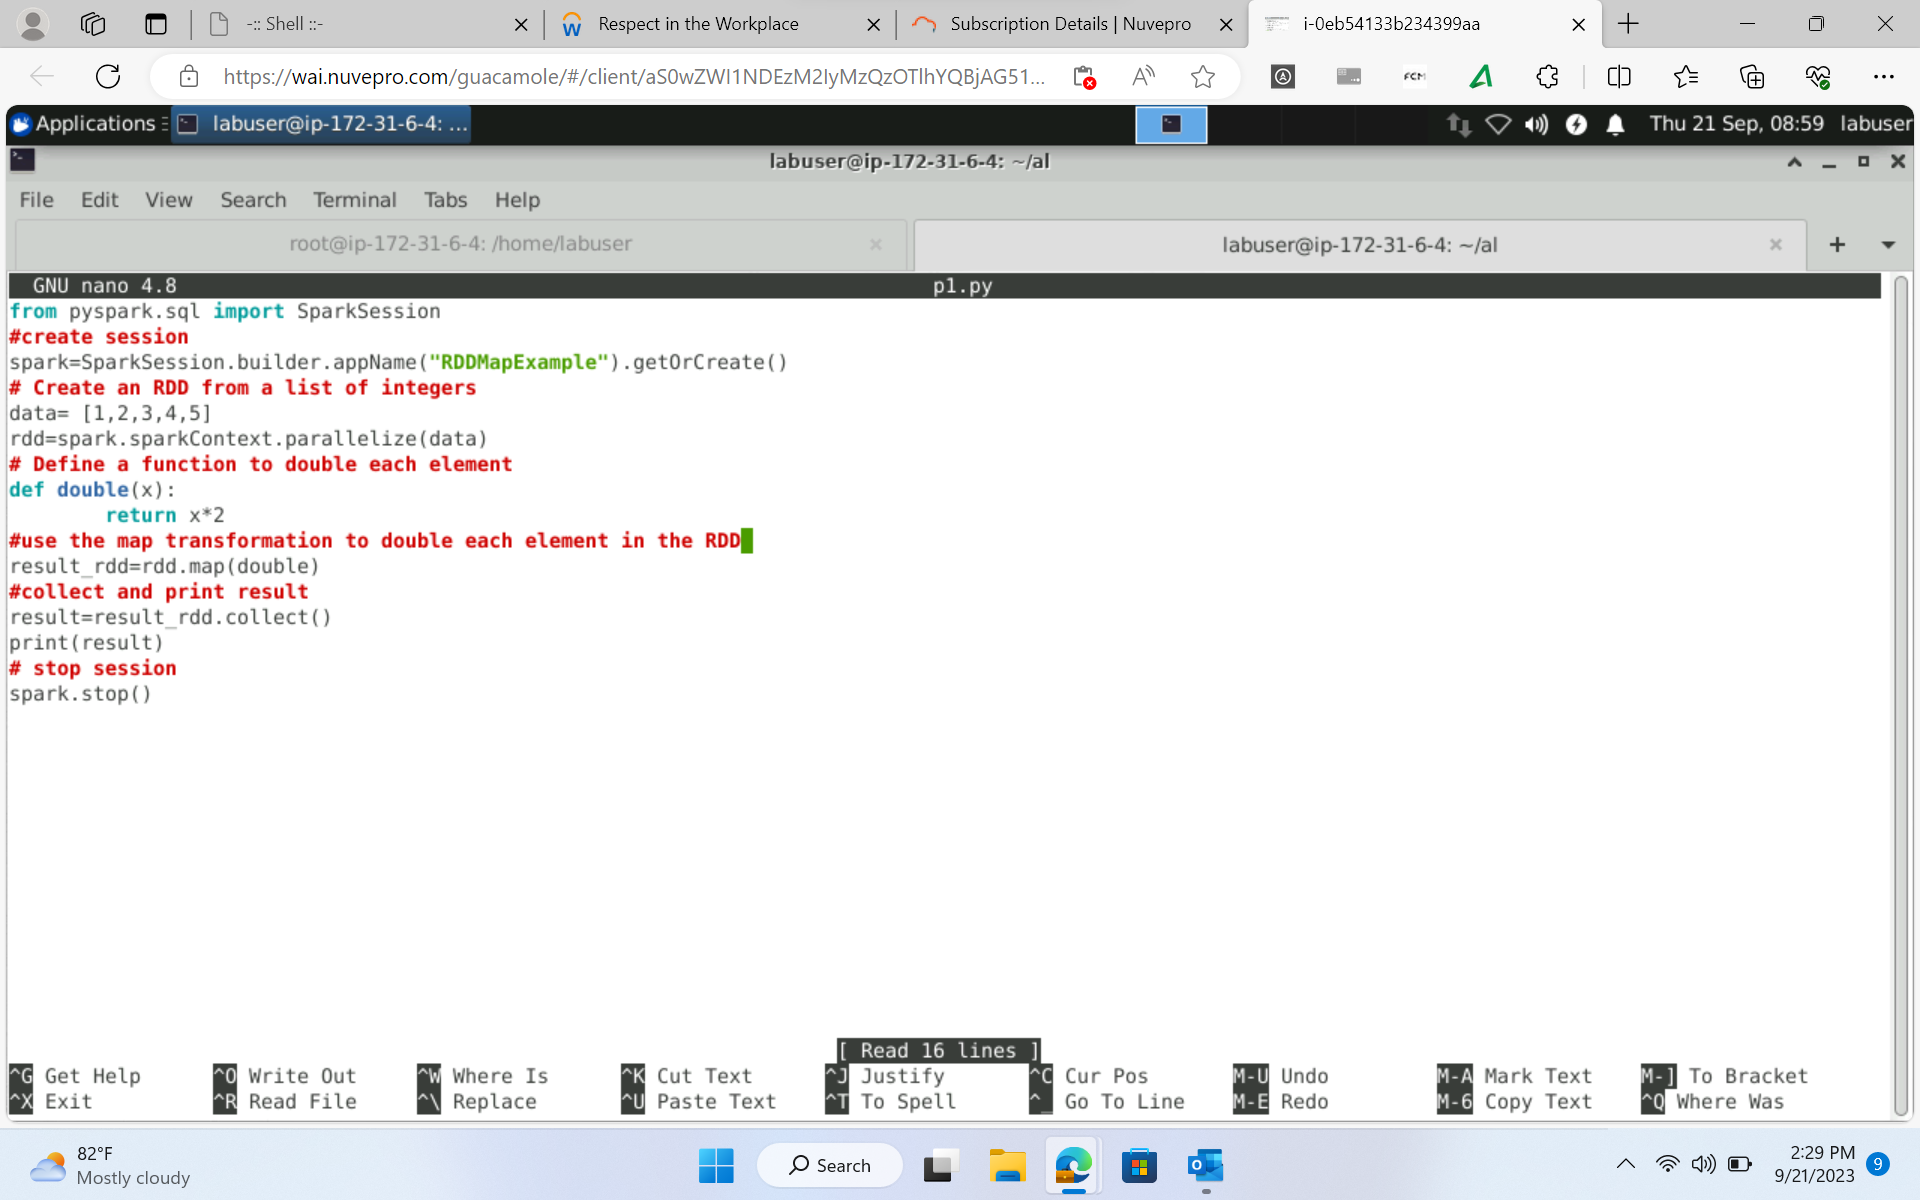 -:: Shell ::-
Respect in the Workplace
Subscription Details | Nuvepro
i-0eb54133b234399aa
https://wai.nuvepro.com/guacamole/#/client/aS0wZWI1NDEzM2IyMzQzOTlhYQBjAG51...
FCM
Applications
labuser@ip-172-31-6-4: ...
Thu 21 Sep, 08:59 labuser
labuser@ip-172-31-6-4: ~/al
File Edit View Search Terminal Tabs Help
root@ip-172-31-6-4: /home/labuser
labuser@ip-172-31-6-4: ~/al
GNU nano 4.8 p1.py
from pyspark.sql import SparkSession
#create session
spark=SparkSession.builder.appName("RDDMapExample").getOrCreate()
# Create an RDD from a list of integers
data= [1,2,3,4,5]
rdd=spark.sparkContext.parallelize(data)
# Define a function to double each element
def double(x):
        return x*2
#use the map transformation to double each element in the RDD
result_rdd=rdd.map(double)
#collect and print result
result=result_rdd.collect()
print(result)
# stop session
spark.stop()
[ Read 16 lines ]
^G Get Help ^O Write Out ^W Where Is ^K Cut Text ^J Justify ^C Cur Pos M-U Undo M-A Mark Text M-] To Bracket
^X Exit ^R Read File ^\ Replace ^U Paste Text ^T To Spell ^_ Go To Line M-E Redo M-6 Copy Text ^Q Where Was
82°F
Mostly cloudy
Search
2:29 PM
9/21/2023
9